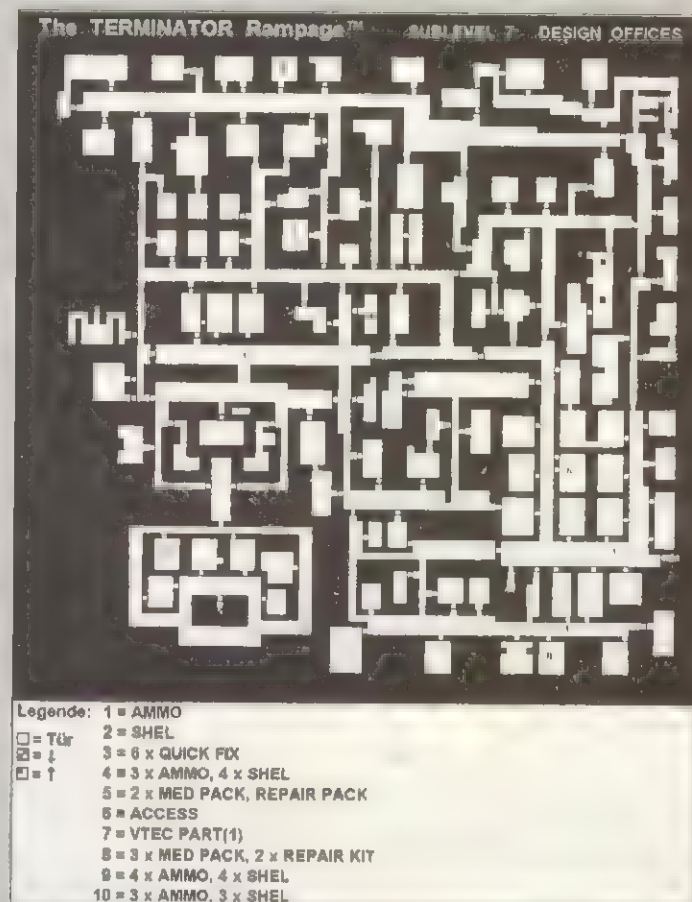 The TERMINATOR Rampage™ SUBLEVEL 7 DESIGN OFFICES
Legende:
1 = AMMO
2 = SHEL
3 = 6 x QUICK FIX
4 = 3 x AMMO, 4 x SHEL
5 = 2 x MED PACK, REPAIR PACK
6 = ACCESS
7 = VTEC PART(1)
8 = 3 x MED PACK, 2 x REPAIR KIT
9 = 4 x AMMO, 4 x SHEL
10 = 3 x AMMO, 3 x SHEL
= Tür
= ↓
= ↑